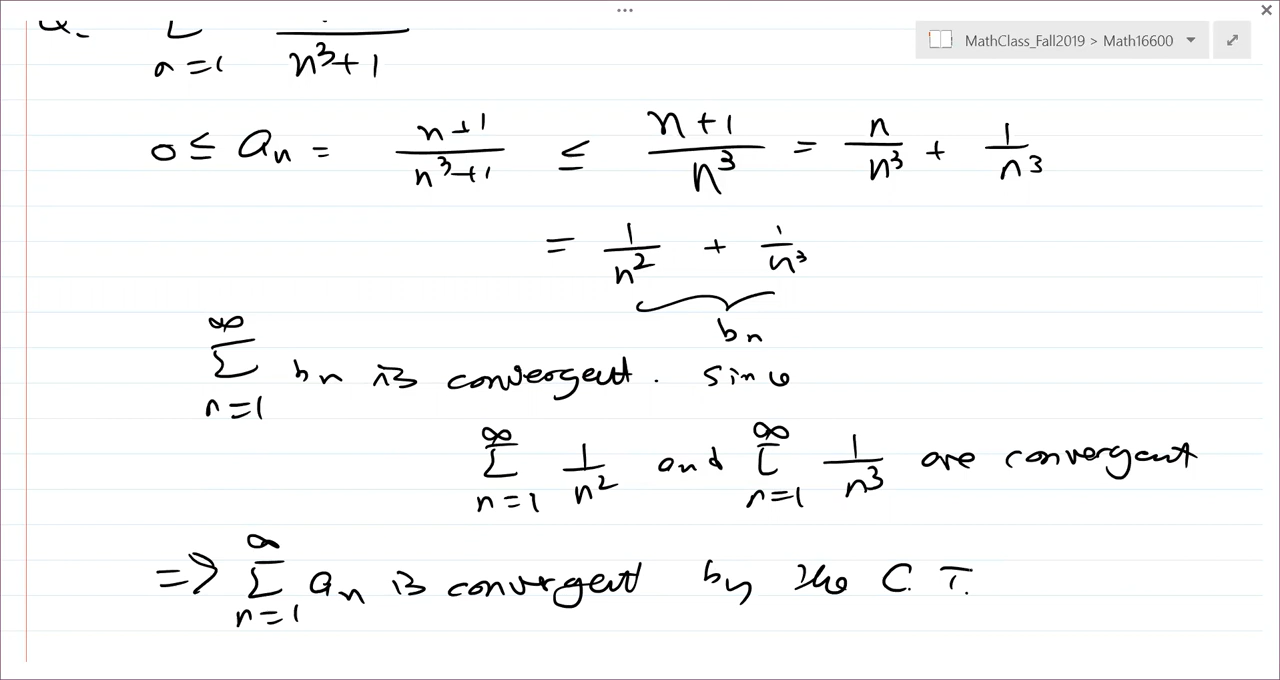 MathClass_Fall2019 > Math16600
∑_{n=1} ‾‾‾/(n³+1)
0 ≤ aₙ = (n+1)/(n³+1) ≤ (n+1)/n³ = n/n³ + 1/n³
= 1/n² + 1/n³
bₙ
∑_{n=1}^{∞} bₙ is convergent. since
∑_{n=1}^{∞} 1/n² and ∑_{n=1}^{∞} 1/n³ are convergent
=> ∑_{n=1}^{∞} aₙ is convergent by the C.T.